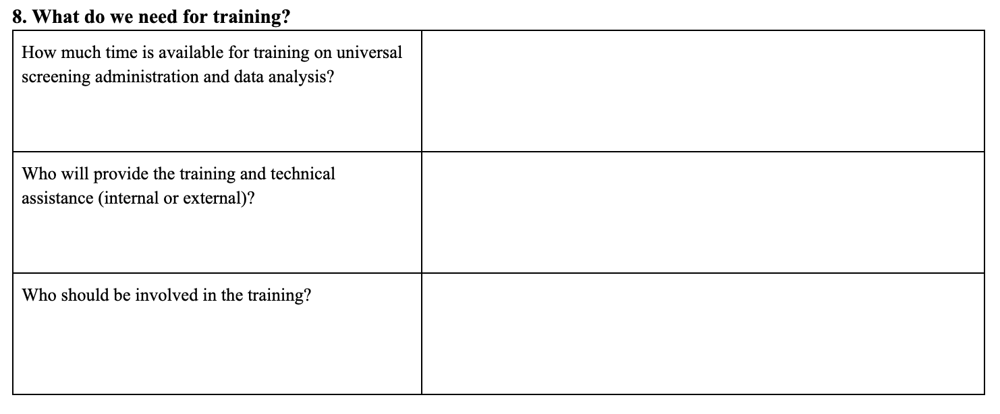 8. What do we need for training?
How much time is available for training on universal
screening administration and data analysis?
Who will provide the training and technical
assistance (internal or external)?
Who should be involved in the training?